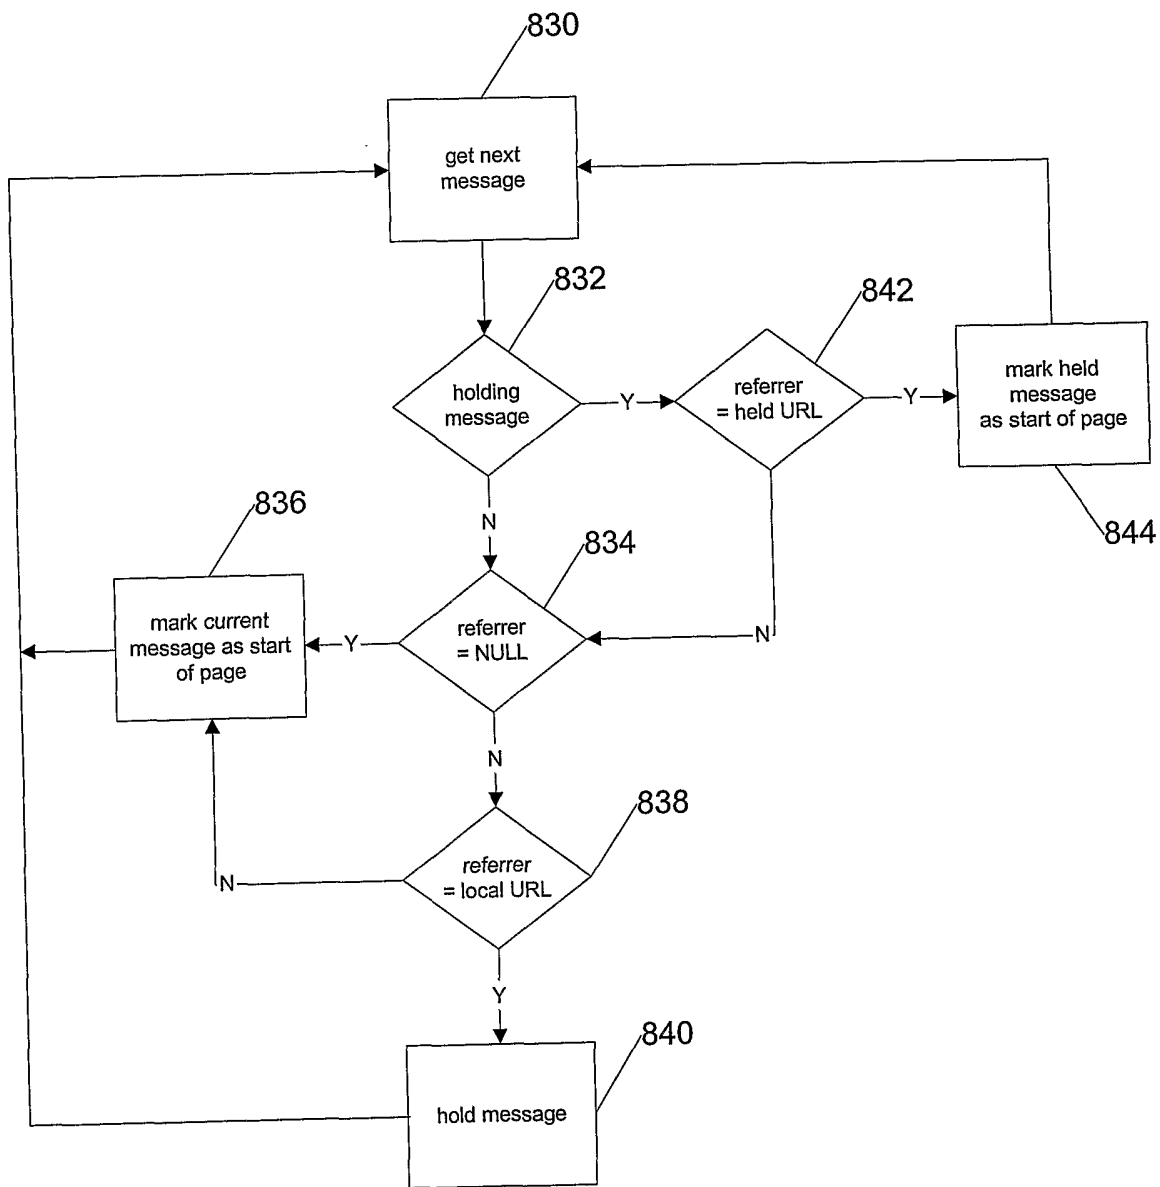 830
get next
message
832
holding
message
Y
842
referrer
= held URL
Y
mark held
message
as start of page
844
N
836
mark current
message as start
of page
Y
834
referrer
= NULL
N
N
838
referrer
= local URL
N
Y
840
hold message